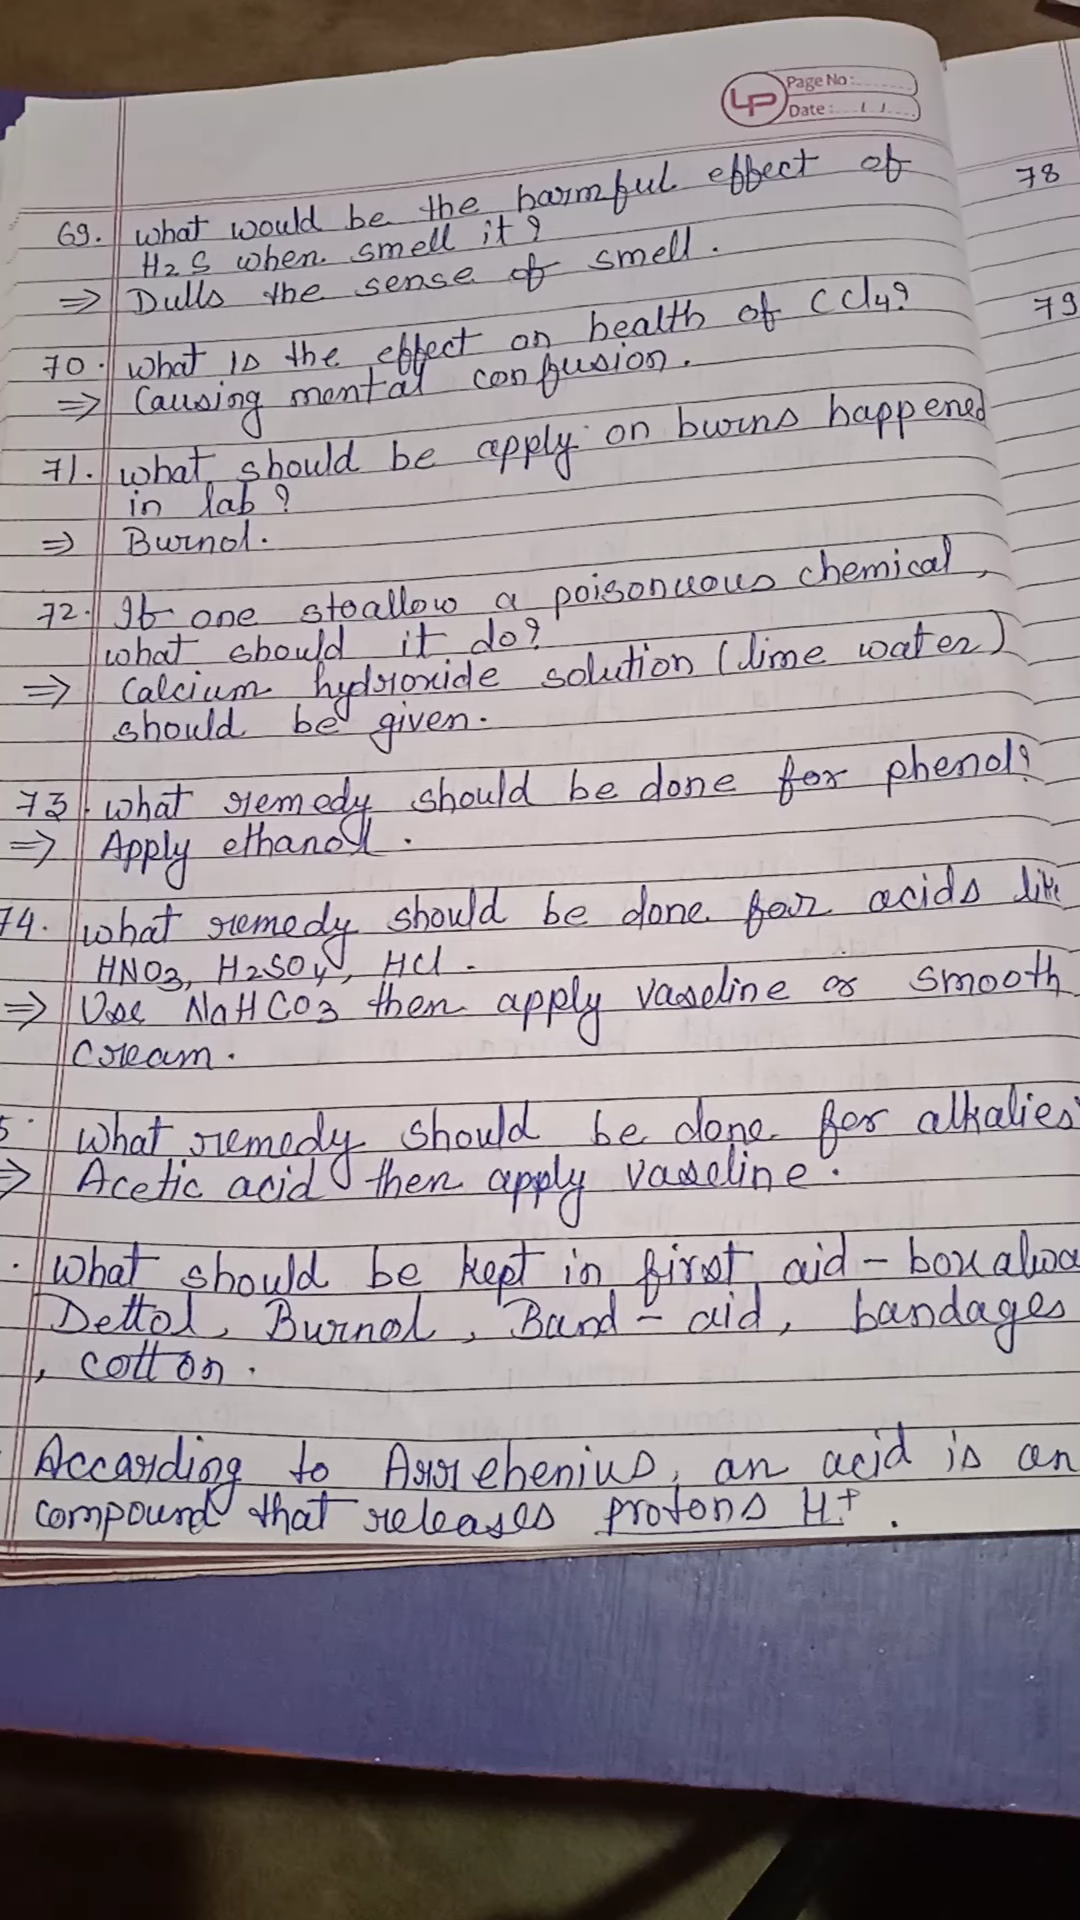 LP
Page No:
Date:
69. what would be the harmful effect of
H2S when smell it?
⇒ Dulls the sense of smell.
70. what is the effect on health of CCl4?
⇒ Causing mental confusion.
71. what should be apply on burns happened
in lab?
⇒ Burnol.
72. If one stoallow a poisonuous chemical,
what should it do?
⇒ Calcium hydroxide solution (lime water)
should be given.
73. what remedy should be done for phenol?
⇒ Apply ethanol.
74. what remedy should be done for acids like
HNO3, H2SO4, HCl.
⇒ Use NaHCO3 then apply vaseline or smooth
cream.
5. what remedy should be done for alkalies
⇒ Acetic acid then apply vaseline.
. what should be kept in first aid-box alwa
Dettol, Burnol, Band-aid, bandages
, cotton.
According to Arrehenius, an acid is an
compound that releases protons H+.
78
79